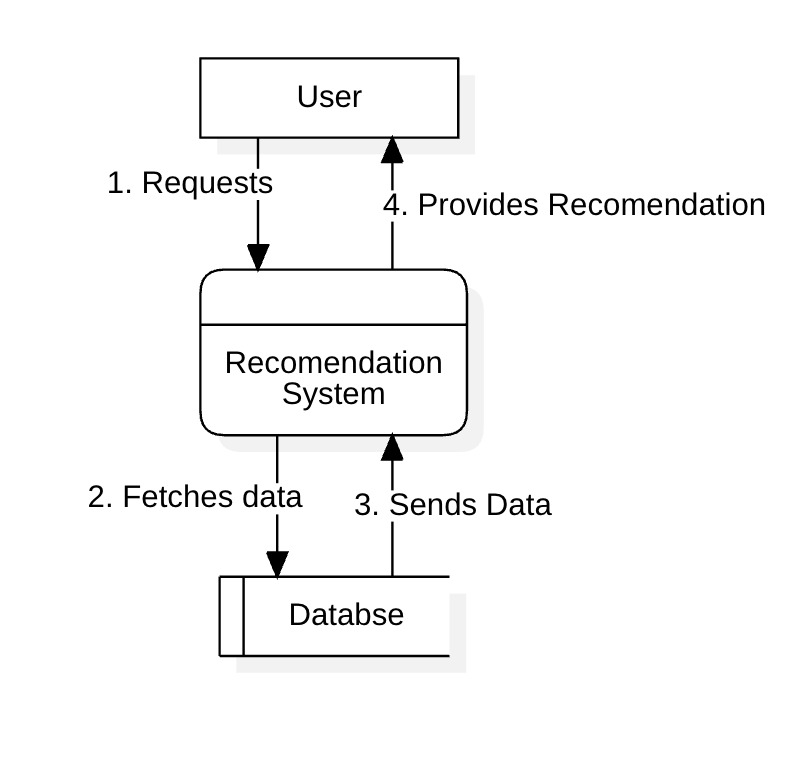 User
1. Requests
4. Provides Recomendation
Recomendation
System
2. Fetches data
3. Sends Data
Databse